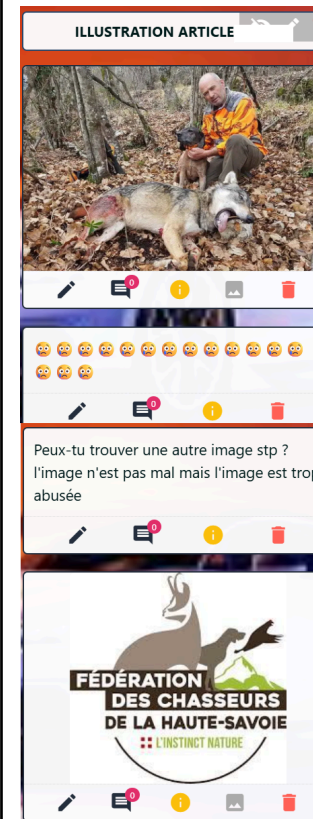 ILLUSTRATION ARTICLE
0
0
Peux-tu trouver une autre image stp ?
l'image n'est pas mal mais l'image est trop
abusée
0
FÉDÉRATION
DES CHASSEURS
DE LA HAUTE-SAVOIE
L'INSTINCT NATURE
0